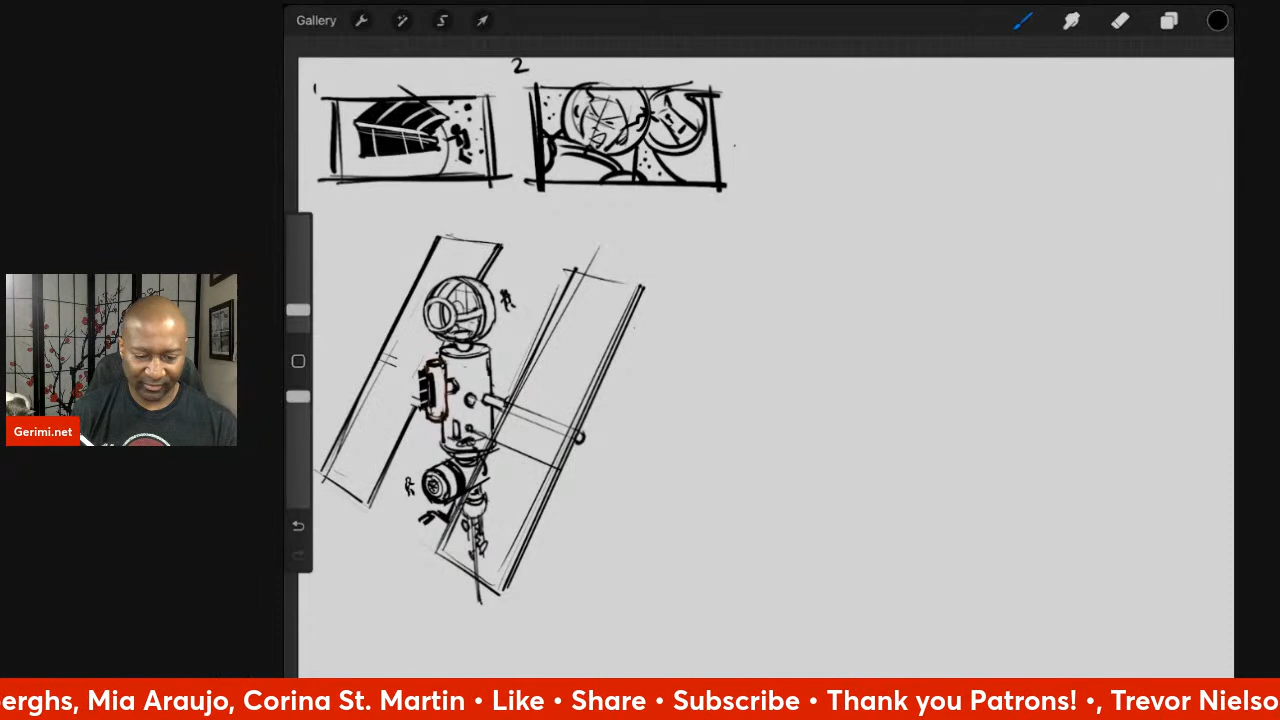 Gallery
2
Gerimi.net
erghs, Mia Araujo, Corina St. Martin • Like • Share • Subscribe • Thank you Patrons! •, Trevor Nielso